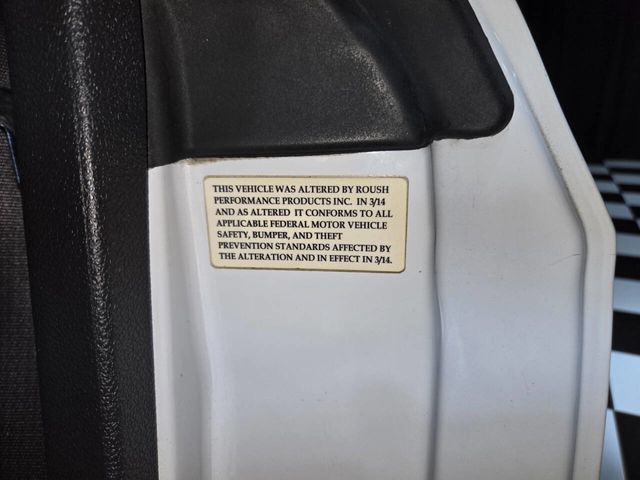 THIS VEHICLE WAS ALTERED BY ROUSH
PERFORMANCE PRODUCTS INC. IN 3/14
AND AS ALTERED IT CONFORMS TO ALL
APPLICABLE FEDERAL MOTOR VEHICLE
SAFETY, BUMPER, AND THEFT
PREVENTION STANDARDS AFFECTED BY
THE ALTERATION AND IN EFFECT IN 3/14.